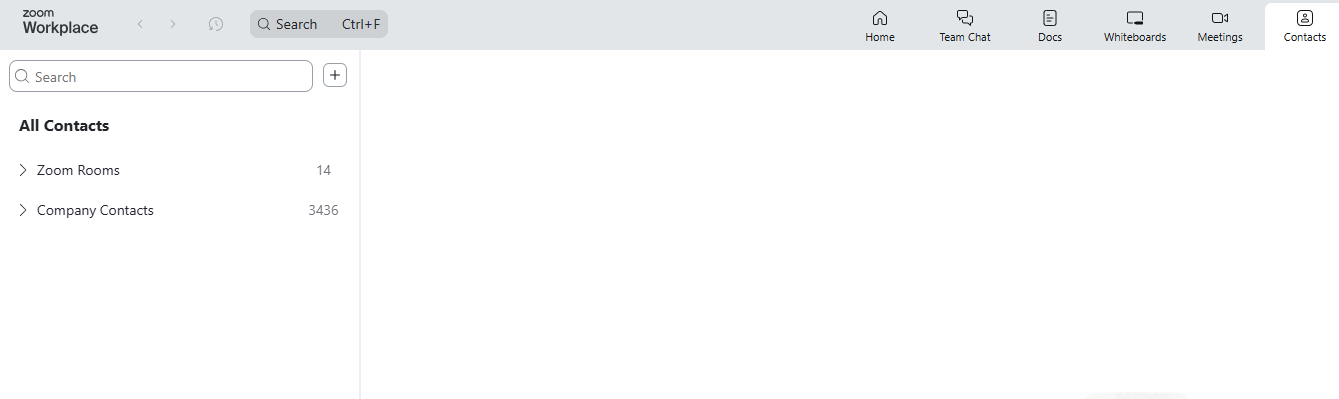 zoom
Workplace
Search Ctrl+F
Home
Team Chat
Docs
Whiteboards
Meetings
Contacts
Search
All Contacts
Zoom Rooms 14
Company Contacts 3436